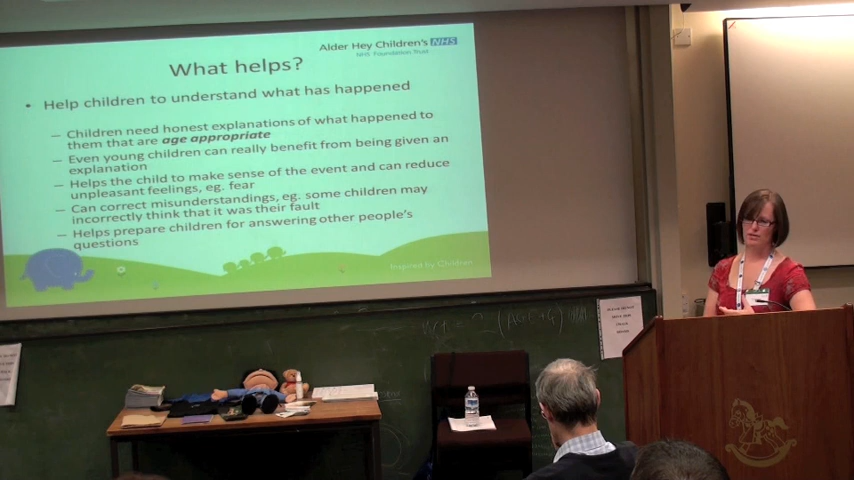 Alder Hey Children's NHS
NHS Foundation Trust
What helps?
• Help children to understand what has happened
– Children need honest explanations of what happened to
them that are age appropriate
– Even young children can really benefit from being given an
explanation
– Helps the child to make sense of the event and can reduce
unpleasant feelings, eg. fear
– Can correct misunderstandings, eg. some children may
incorrectly think that it was their fault
– Helps prepare children for answering other people's
questions
Inspired by Children